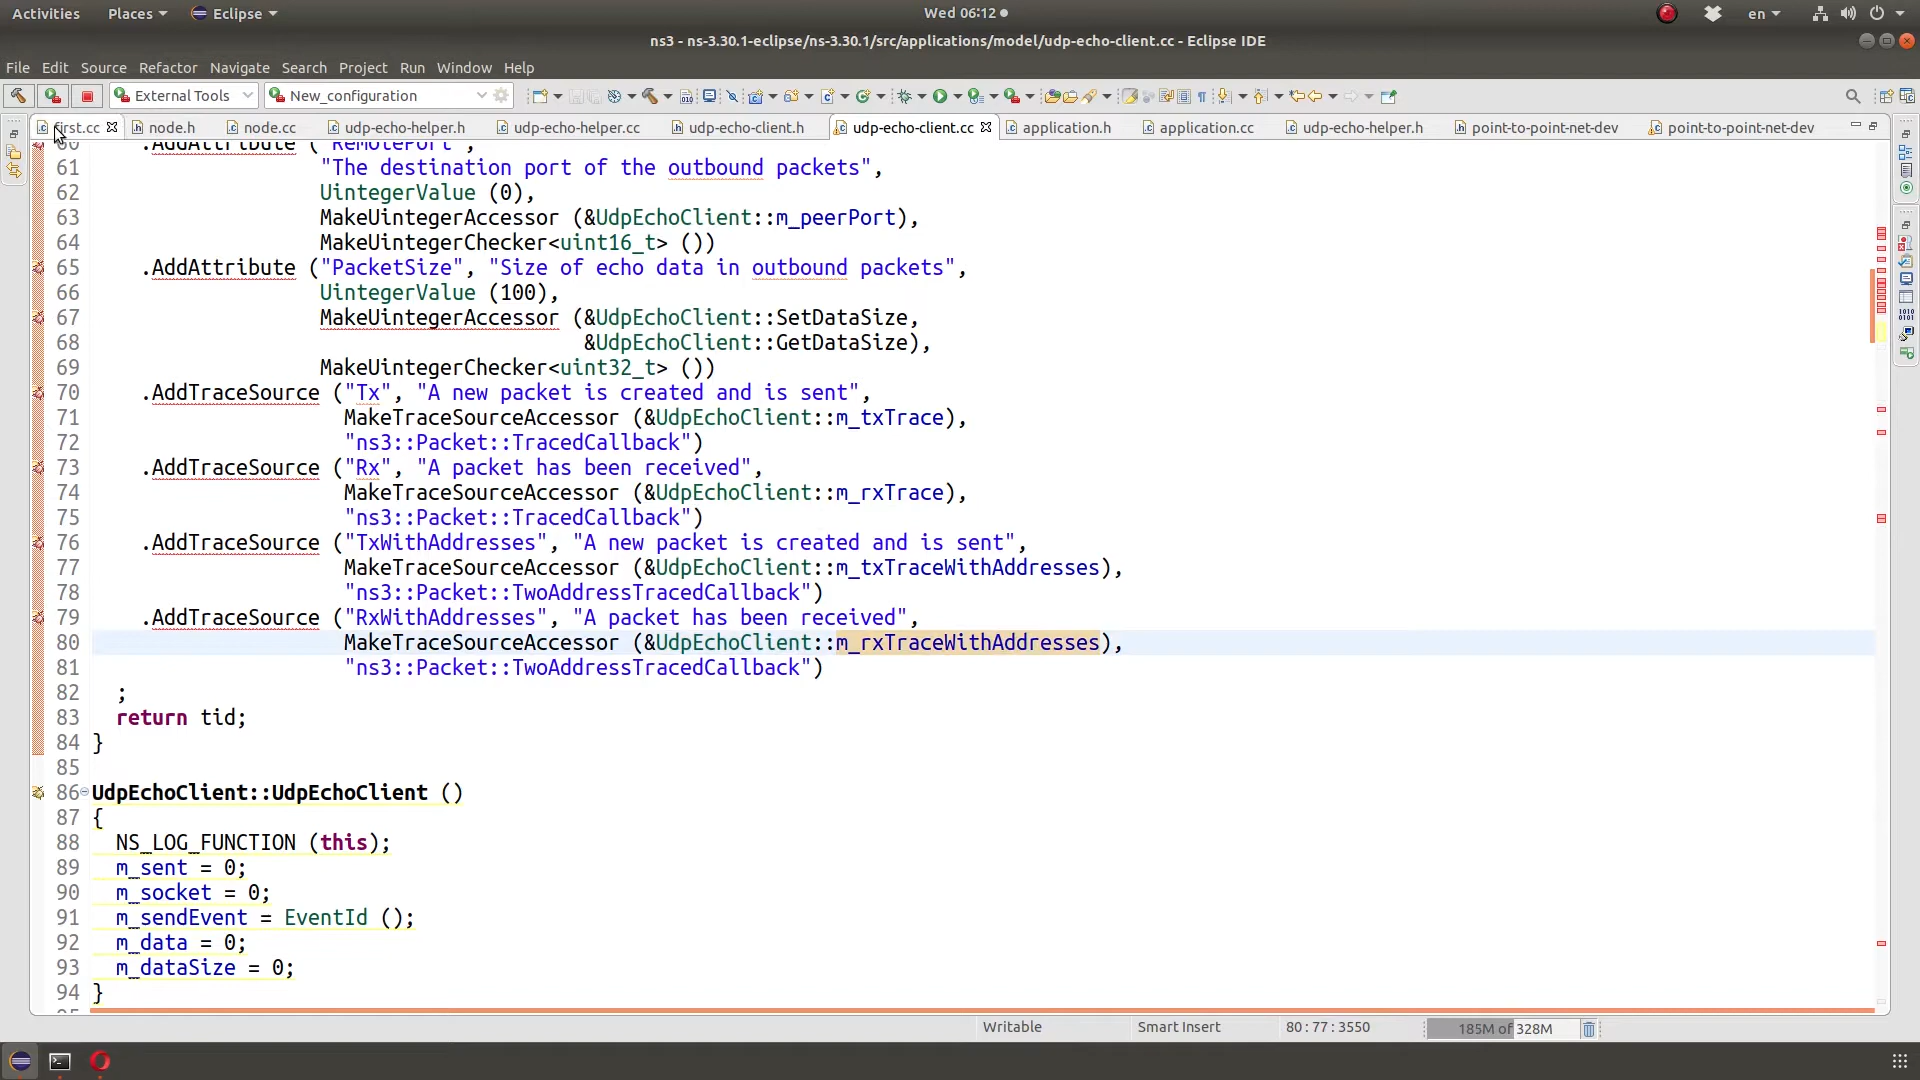 Activities Places Eclipse Wed 06:12 en
ns3 - ns-3.30.1-eclipse/ns-3.30.1/src/applications/model/udp-echo-client.cc - Eclipse IDE
File Edit Source Refactor Navigate Search Project Run Window Help
External Tools New_configuration
first.cc node.h node.cc udp-echo-helper.h udp-echo-helper.cc udp-echo-client.h udp-echo-client.cc application.h application.cc udp-echo-helper.h point-to-point-net-dev point-to-point-net-dev
60 .AddAttribute ("RemotePort",
61 "The destination port of the outbound packets",
62 UintegerValue (0),
63 MakeUintegerAccessor (&UdpEchoClient::m_peerPort),
64 MakeUintegerChecker<uint16_t> ())
65 .AddAttribute ("PacketSize", "Size of echo data in outbound packets",
66 UintegerValue (100),
67 MakeUintegerAccessor (&UdpEchoClient::SetDataSize,
68 &UdpEchoClient::GetDataSize),
69 MakeUintegerChecker<uint32_t> ())
70 .AddTraceSource ("Tx", "A new packet is created and is sent",
71 MakeTraceSourceAccessor (&UdpEchoClient::m_txTrace),
72 "ns3::Packet::TracedCallback")
73 .AddTraceSource ("Rx", "A packet has been received",
74 MakeTraceSourceAccessor (&UdpEchoClient::m_rxTrace),
75 "ns3::Packet::TracedCallback")
76 .AddTraceSource ("TxWithAddresses", "A new packet is created and is sent",
77 MakeTraceSourceAccessor (&UdpEchoClient::m_txTraceWithAddresses),
78 "ns3::Packet::TwoAddressTracedCallback")
79 .AddTraceSource ("RxWithAddresses", "A packet has been received",
80 MakeTraceSourceAccessor (&UdpEchoClient::m_rxTraceWithAddresses),
81 "ns3::Packet::TwoAddressTracedCallback")
82 ;
83 return tid;
84 }
85
86 UdpEchoClient::UdpEchoClient ()
87 {
88 NS_LOG_FUNCTION (this);
89 m_sent = 0;
90 m_socket = 0;
91 m_sendEvent = EventId ();
92 m_data = 0;
93 m_dataSize = 0;
94 }
Writable Smart Insert 80 : 77 : 3550 185M of 328M